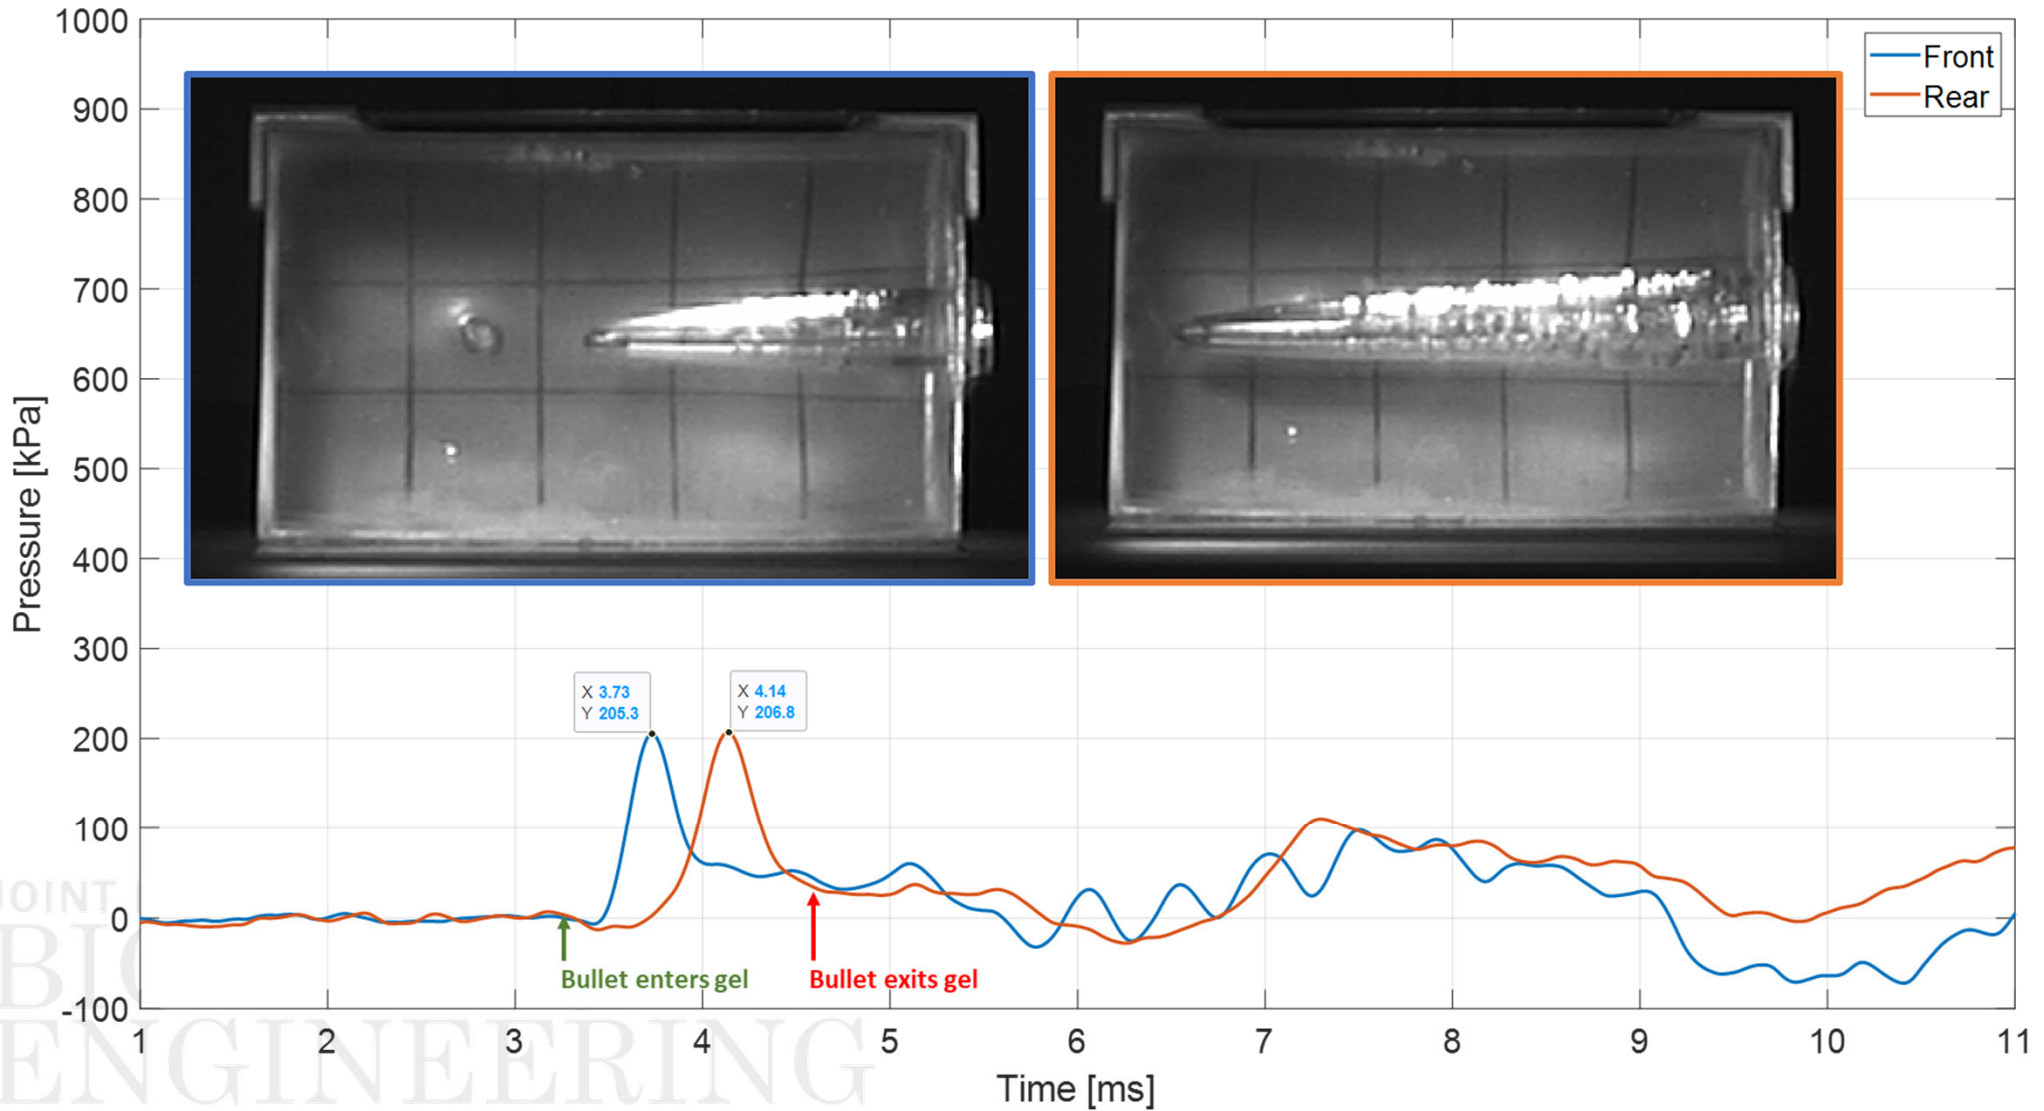 1000
900
800
700
600
500
400
300
200
100
0
-100
Pressure [kPa]
Front
Rear
X 3.73
Y 205.3
X 4.14
Y 206.8
Bullet enters gel
Bullet exits gel
JOINT
BIO
ENGINEERING
1 2 3 4 5 6 7 8 9 10 11
Time [ms]